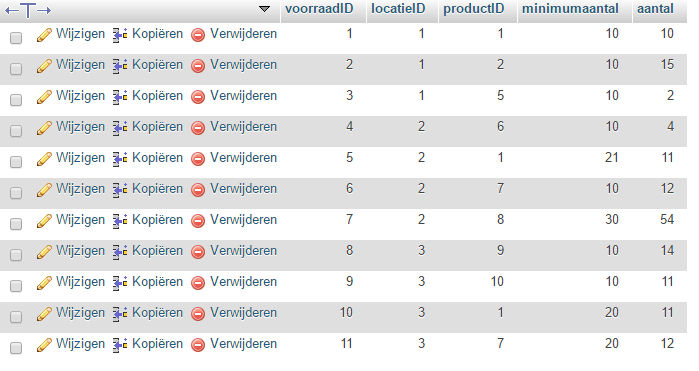 voorraadID locatieID productID minimumaantal aantal
Wijzigen Kopiëren Verwijderen 1 1 1 10 10
Wijzigen Kopiëren Verwijderen 2 1 2 10 15
Wijzigen Kopiëren Verwijderen 3 1 5 10 2
Wijzigen Kopiëren Verwijderen 4 2 6 10 4
Wijzigen Kopiëren Verwijderen 5 2 1 21 11
Wijzigen Kopiëren Verwijderen 6 2 7 10 12
Wijzigen Kopiëren Verwijderen 7 2 8 30 54
Wijzigen Kopiëren Verwijderen 8 3 9 10 14
Wijzigen Kopiëren Verwijderen 9 3 10 10 11
Wijzigen Kopiëren Verwijderen 10 3 1 20 11
Wijzigen Kopiëren Verwijderen 11 3 7 20 12